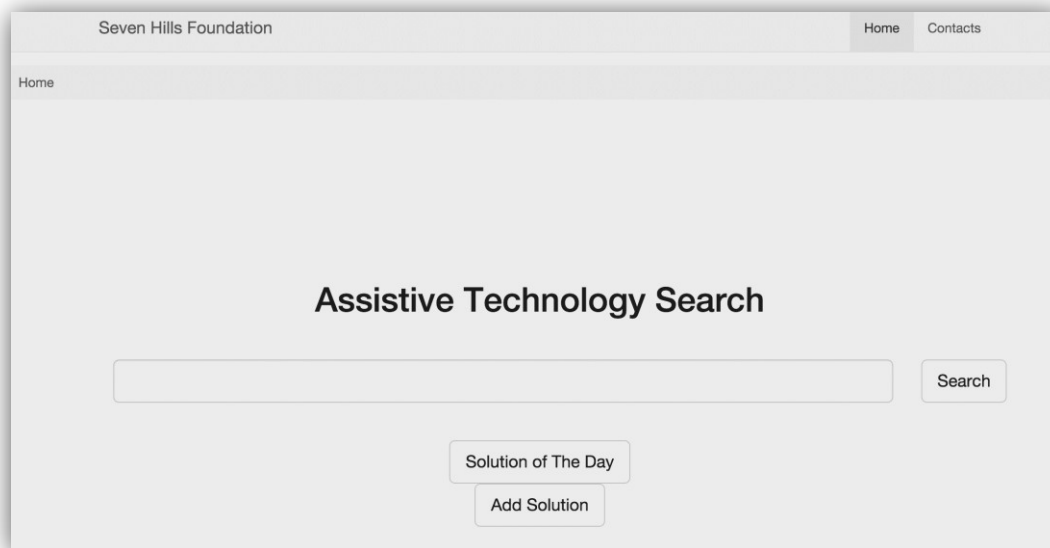 Seven Hills Foundation Home Contacts
Home
Assistive Technology Search
Search
Solution of The Day
Add Solution